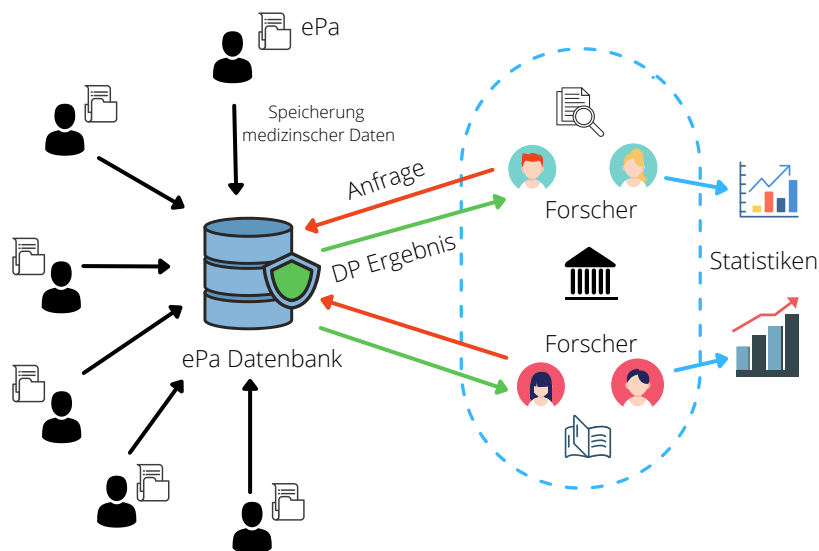 ePa
Speicherung
medizinscher Daten
Anfrage
DP Ergebnis
ePa Datenbank
Forscher
Forscher
Statistiken